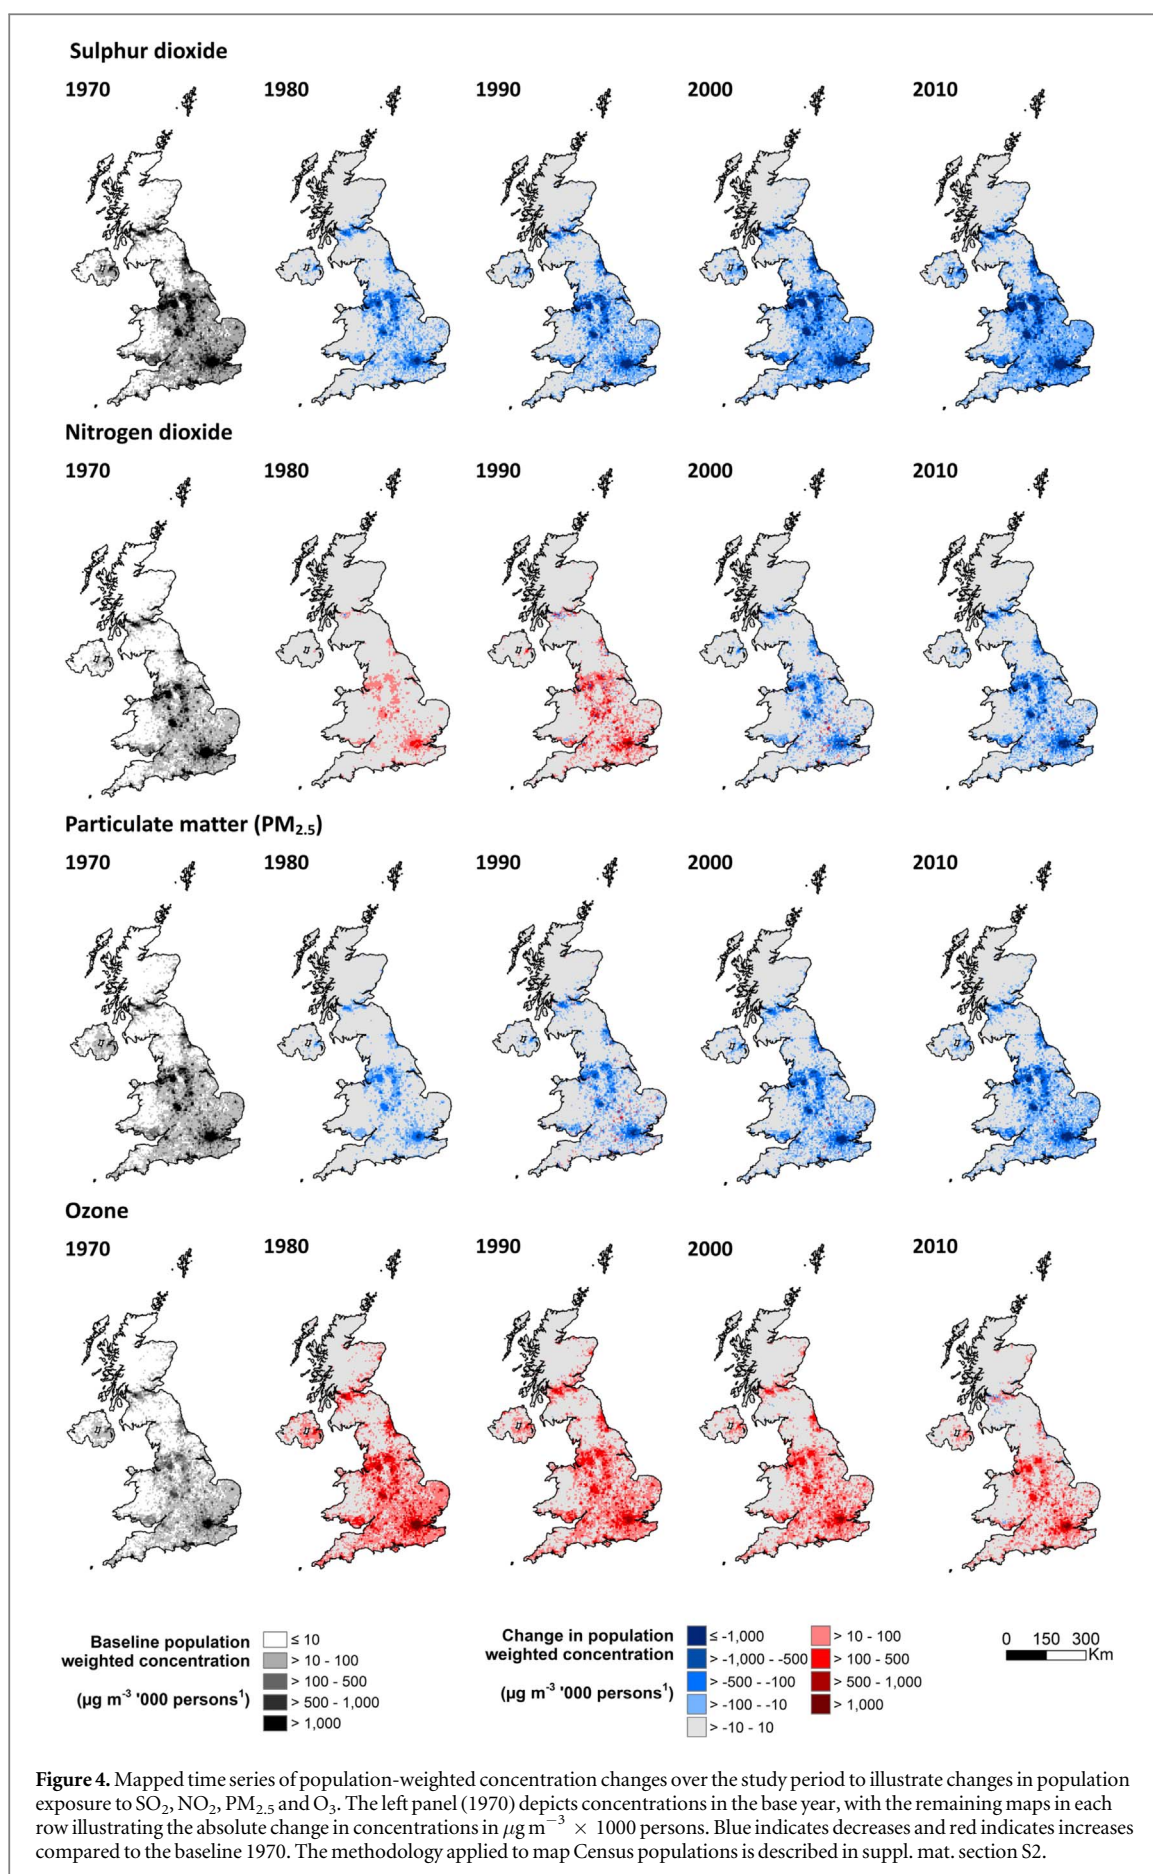 Sulphur dioxide
1970 1980 1990 2000 2010
Nitrogen dioxide
1970 1980 1990 2000 2010
Particulate matter (PM2.5)
1970 1980 1990 2000 2010
Ozone
1970 1980 1990 2000 2010
Baseline population
weighted concentration
(µg m-3 '000 persons1)
≤ 10
> 10 - 100
> 100 - 500
> 500 - 1,000
> 1,000
Change in population
weighted concentration
(µg m-3 '000 persons1)
≤ -1,000
> -1,000 - -500
> -500 - -100
> -100 - -10
> -10 - 10
> 10 - 100
> 100 - 500
> 500 - 1,000
> 1,000
0 150 300
Km
Figure 4. Mapped time series of population-weighted concentration changes over the study period to illustrate changes in population
exposure to SO2, NO2, PM2.5 and O3. The left panel (1970) depicts concentrations in the base year, with the remaining maps in each
row illustrating the absolute change in concentrations in µg m−3 × 1000 persons. Blue indicates decreases and red indicates increases
compared to the baseline 1970. The methodology applied to map Census populations is described in suppl. mat. section S2.